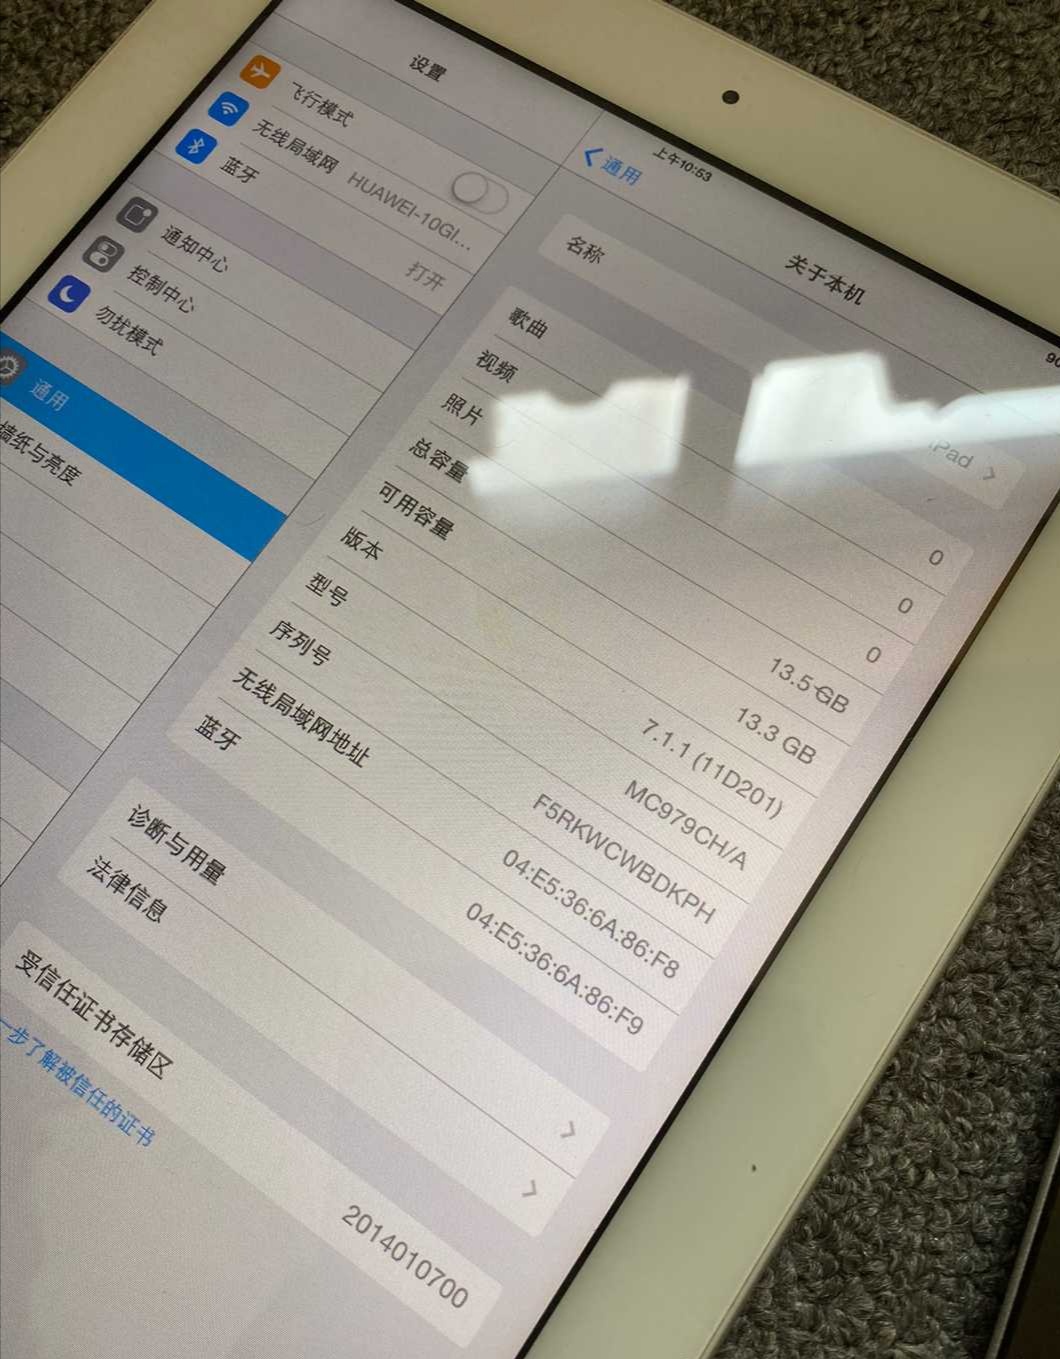 设置
飞行模式
无线局域网 HUAWEI-10GI...
蓝牙 打开
通知中心
控制中心
勿扰模式
通用
墙纸与亮度
上午10:53
通用
关于本机
名称 iPad
歌曲 0
视频 0
照片 0
总容量 13.5 GB
可用容量 13.3 GB
版本 7.1.1 (11D201)
型号 MC979CH/A
序列号 F5RKWCWBDKPH
无线局域网地址 04:E5:36:6A:86:F8
蓝牙 04:E5:36:6A:86:F9
诊断与用量
法律信息
受信任证书存储区 2014010700
一步了解被信任的证书